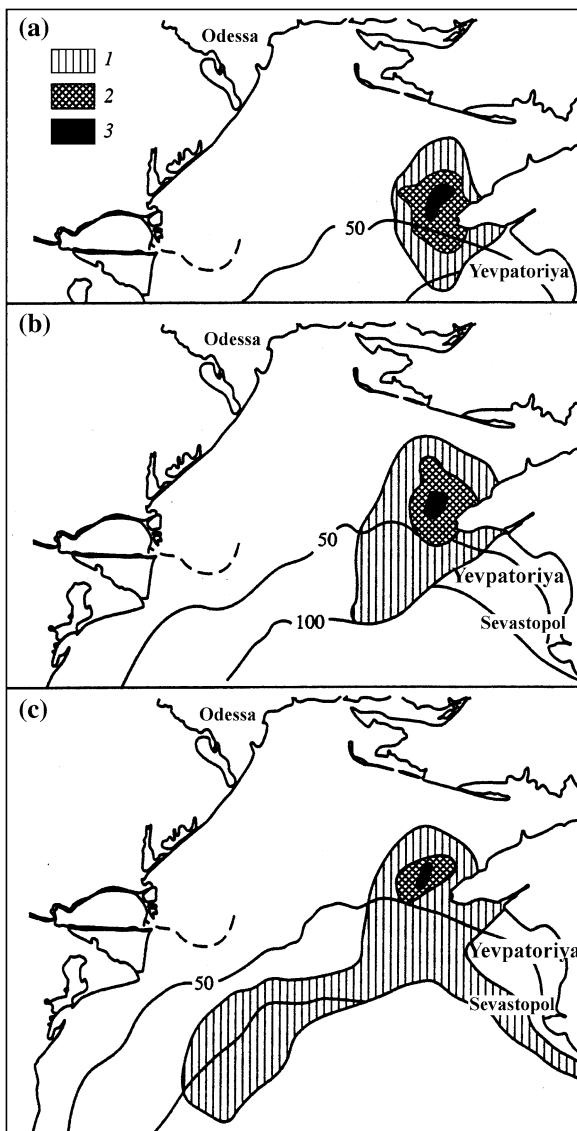 (a)
Odessa
1
2
3
50
Yevpatoriya
(b)
Odessa
50
Yevpatoriya
Sevastopol
100
(c)
Odessa
Yevpatoriya
50
Sevastopol